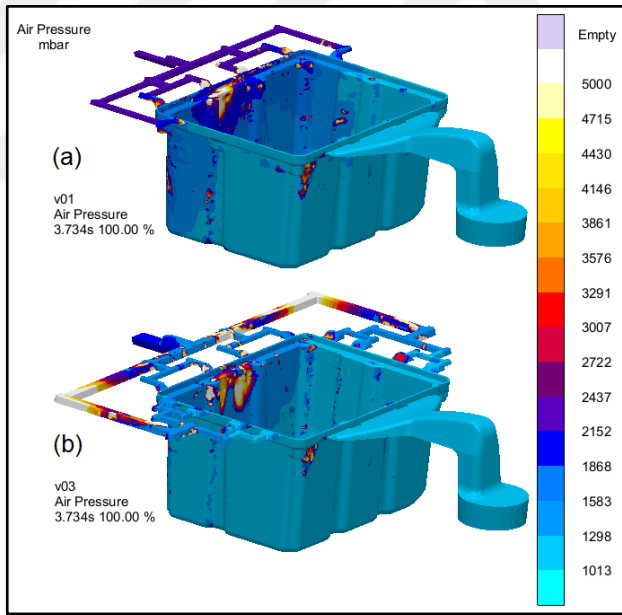 Air Pressure
mbar
(a)
v01
Air Pressure
3.734s 100.00 %
(b)
v03
Air Pressure
3.734s 100.00 %
Empty
5000
4715
4430
4146
3861
3576
3291
3007
2722
2437
2152
1868
1583
1298
1013